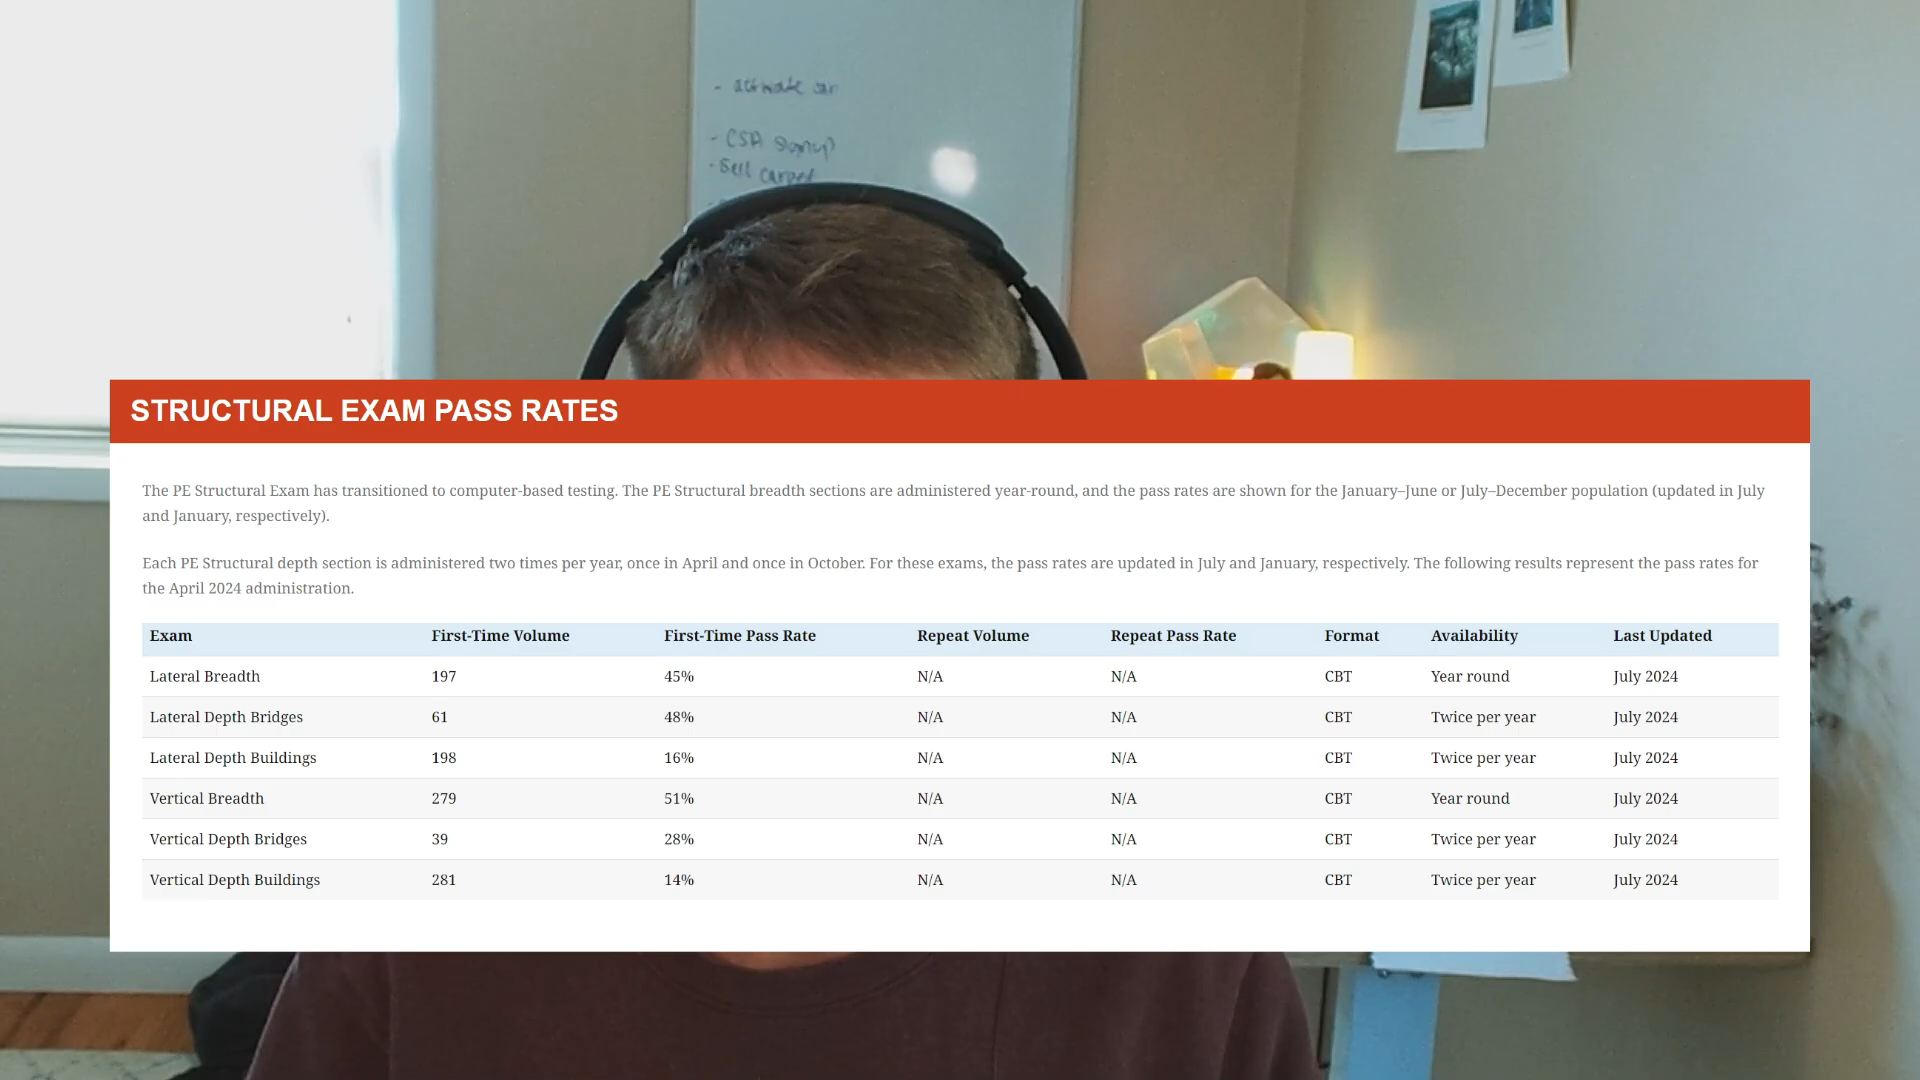 - activate
- CSA signup
- Sell carpet
STRUCTURAL EXAM PASS RATES
The PE Structural Exam has transitioned to computer-based testing. The PE Structural breadth sections are administered year-round, and the pass rates are shown for the January–June or July–December population (updated in July
and January, respectively).
Each PE Structural depth section is administered two times per year, once in April and once in October. For these exams, the pass rates are updated in July and January, respectively. The following results represent the pass rates for
the April 2024 administration.
Exam First-Time Volume First-Time Pass Rate Repeat Volume Repeat Pass Rate Format Availability Last Updated
Lateral Breadth 197 45% N/A N/A CBT Year round July 2024
Lateral Depth Bridges 61 48% N/A N/A CBT Twice per year July 2024
Lateral Depth Buildings 198 16% N/A N/A CBT Twice per year July 2024
Vertical Breadth 279 51% N/A N/A CBT Year round July 2024
Vertical Depth Bridges 39 28% N/A N/A CBT Twice per year July 2024
Vertical Depth Buildings 281 14% N/A N/A CBT Twice per year July 2024